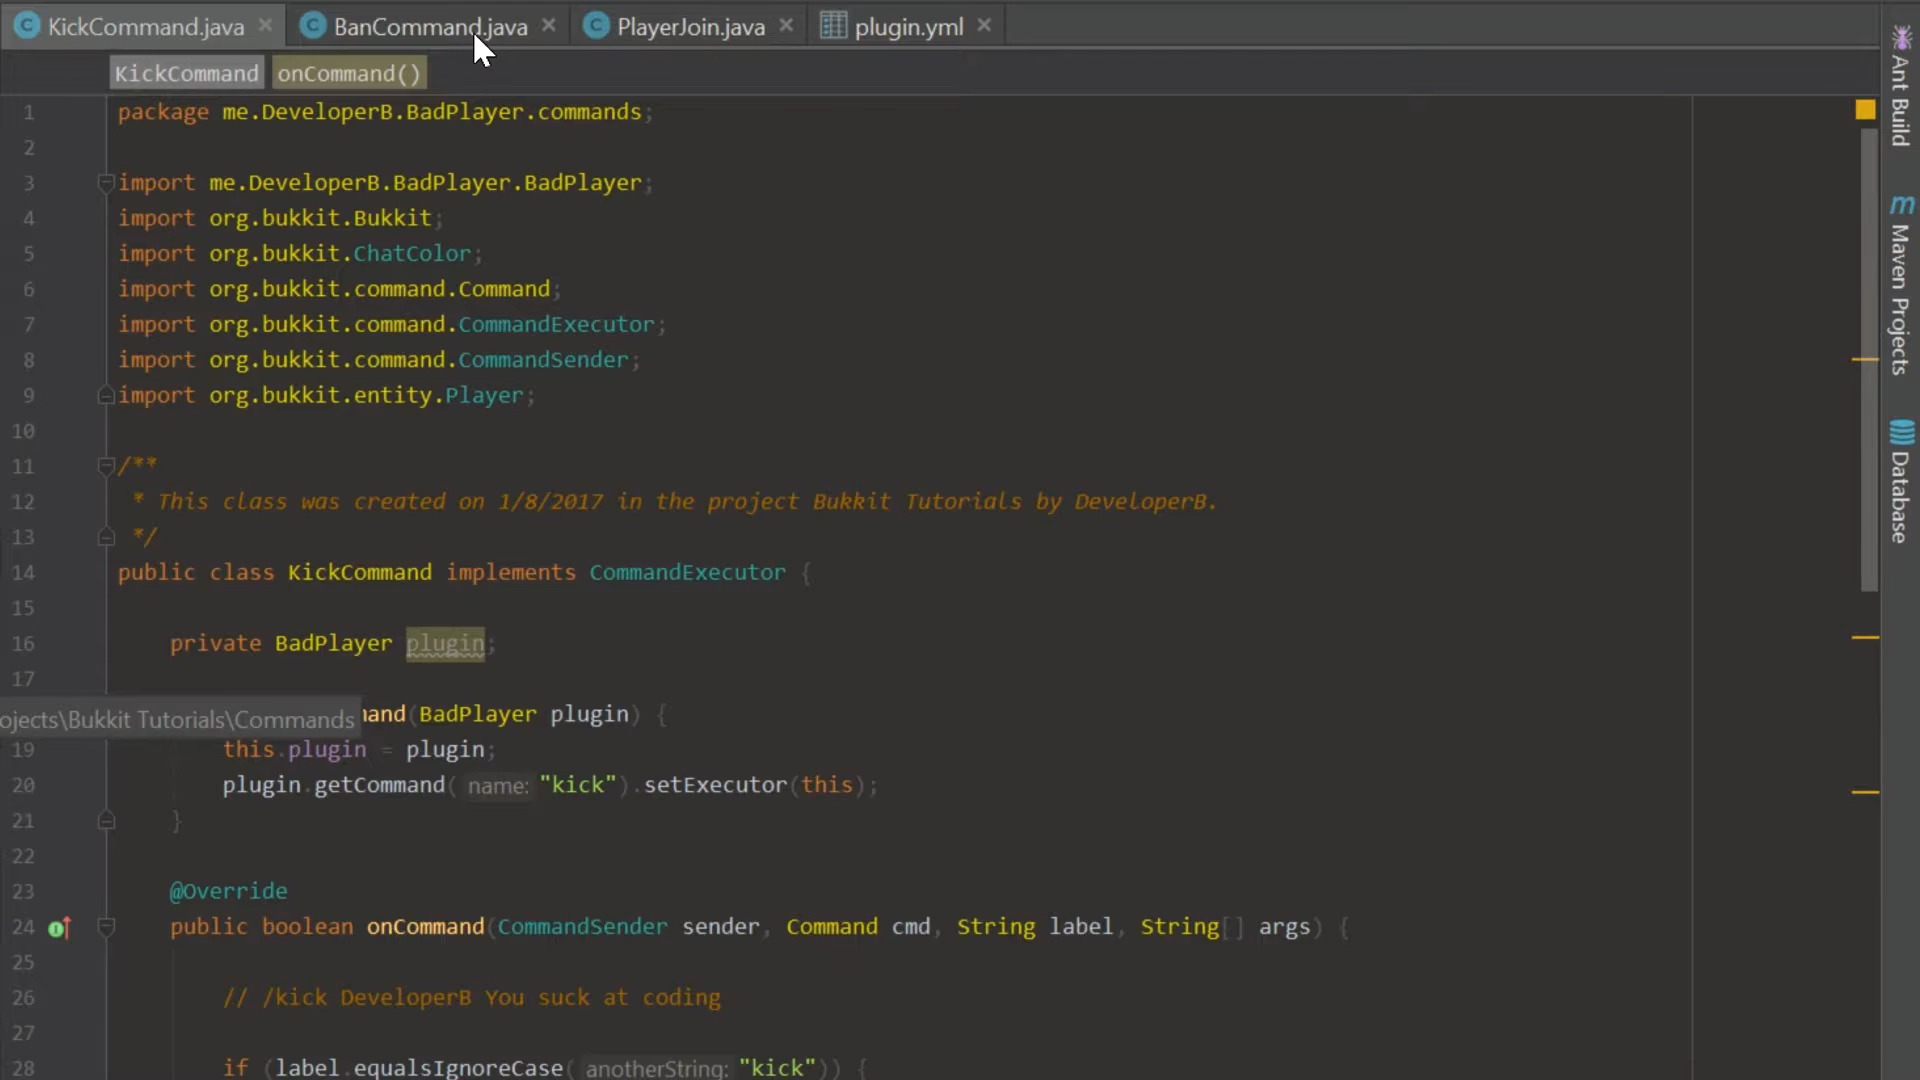 KickCommand.java BanCommand.java PlayerJoin.java plugin.yml
KickCommand onCommand()
1 package me.DeveloperB.BadPlayer.commands;
2
3 import me.DeveloperB.BadPlayer.BadPlayer;
4 import org.bukkit.Bukkit;
5 import org.bukkit.ChatColor;
6 import org.bukkit.command.Command;
7 import org.bukkit.command.CommandExecutor;
8 import org.bukkit.command.CommandSender;
9 import org.bukkit.entity.Player;
10
11 /**
12 * This class was created on 1/8/2017 in the project Bukkit Tutorials by DeveloperB.
13 */
14 public class KickCommand implements CommandExecutor {
15
16 private BadPlayer plugin;
17
ojects\Bukkit Tutorials\Commands mand(BadPlayer plugin) {
19 this.plugin = plugin;
20 plugin.getCommand( name: "kick").setExecutor(this);
21 }
22
23 @Override
24 public boolean onCommand(CommandSender sender, Command cmd, String label, String[] args) {
25
26 // /kick DeveloperB You suck at coding
27
28 if (label.equalsIgnoreCase( anotherString: "kick")) {
Ant Build
m Maven Projects
Database